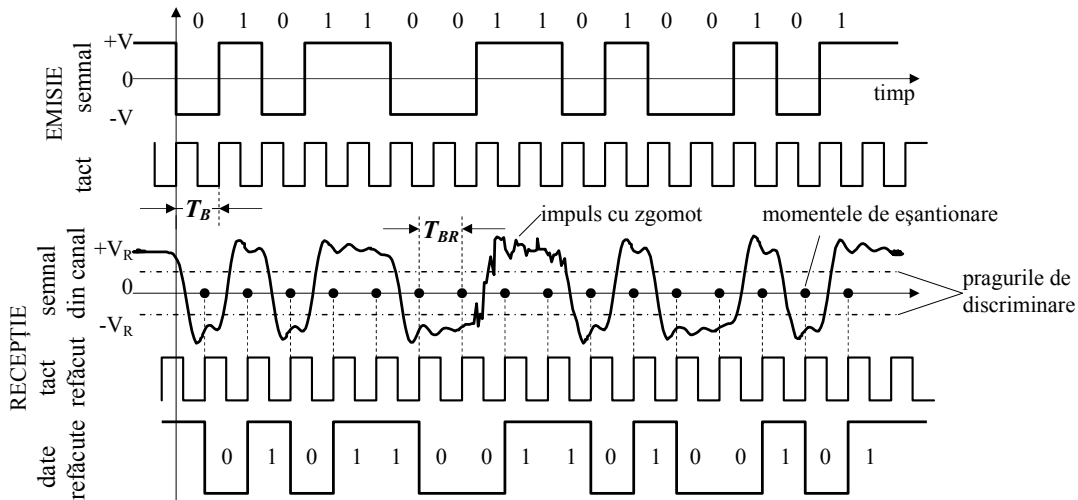 0 1 0 1 1 0 0 1 1 0 1 0 0 1 0 1
EMISIE
semnal
+V
0
-V
timp
tact
T_B
T_BR
impuls cu zgomot
momentele de eșantionare
RECEPȚIE
semnal
din canal
+V_R
0
-V_R
pragurile de
discriminare
tact
refăcut
date
refăcute
0 1 0 1 1 0 0 1 1 0 1 0 0 1 0 1